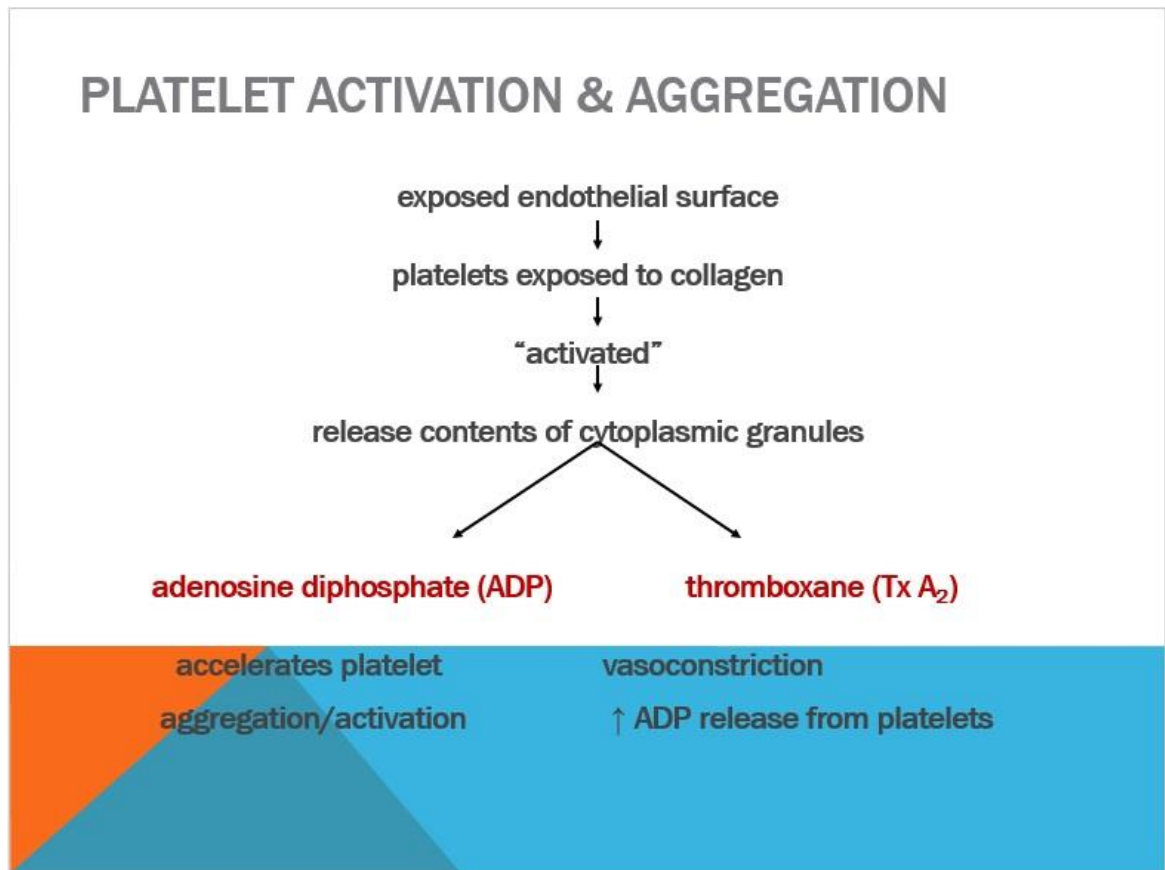 PLATELET ACTIVATION & AGGREGATION
exposed endothelial surface
platelets exposed to collagen
“activated”
release contents of cytoplasmic granules
adenosine diphosphate (ADP) thromboxane (Tx A₂)
accelerates platelet vasoconstriction
aggregation/activation ↑ ADP release from platelets